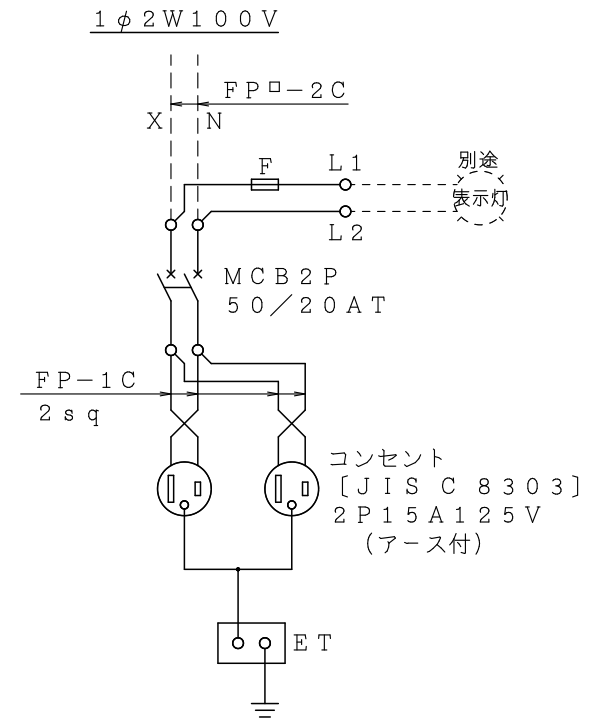 1φ2W100V
FP□-2C
X N
F
L1
別途
表示灯
L2
MCB2P
50/20AT
FP-1C
2sq
コンセント
[JIS C 8303]
2P15A125V
(アース付)
ET